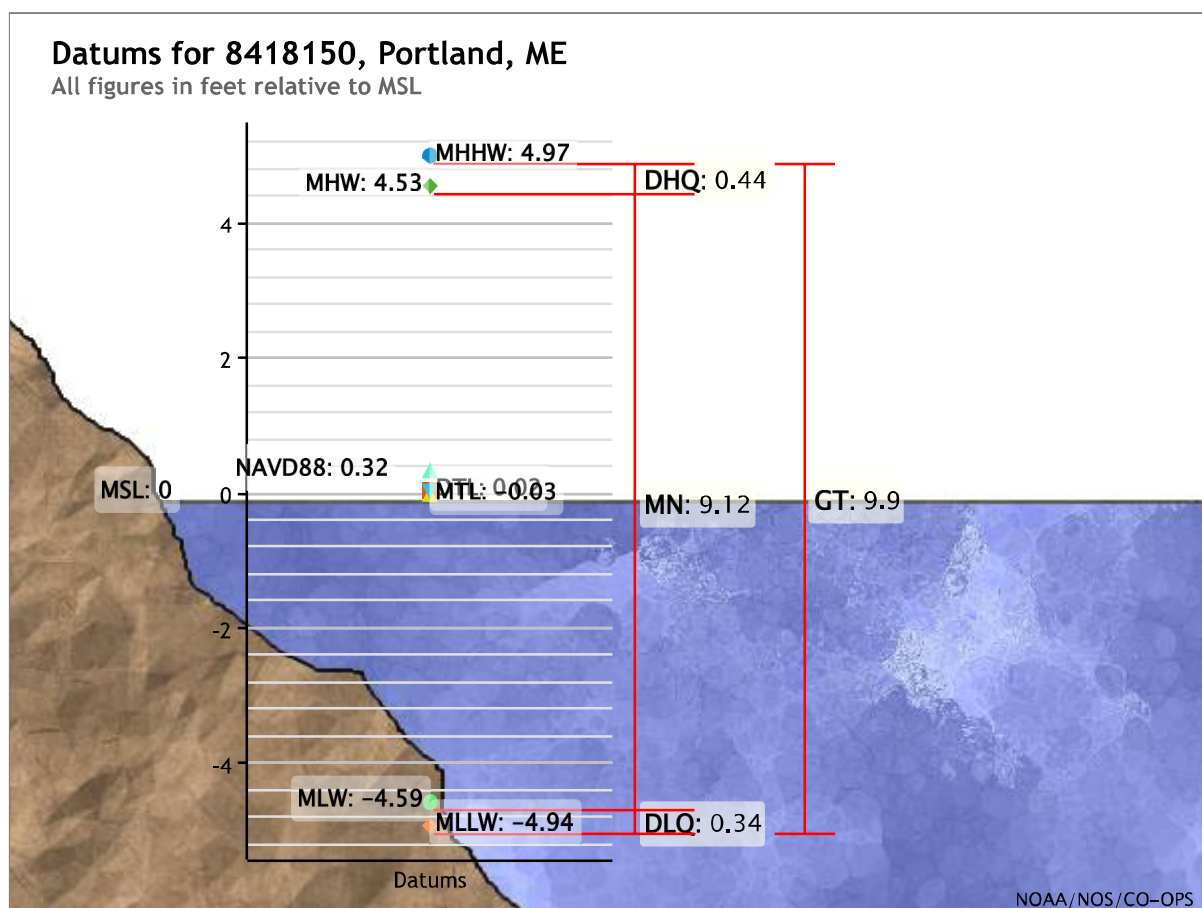 Datums for 8418150, Portland, ME
All figures in feet relative to MSL
MHHW: 4.97
MHW: 4.53
DHQ: 0.44
4
2
NAVD88: 0.32
MSL: 0
0
MTL: -0.03
MN: 9.12
GT: 9.9
-2
-4
MLW: -4.59
MLLW: -4.94
DLQ: 0.34
Datums
NOAA/NOS/CO-OPS